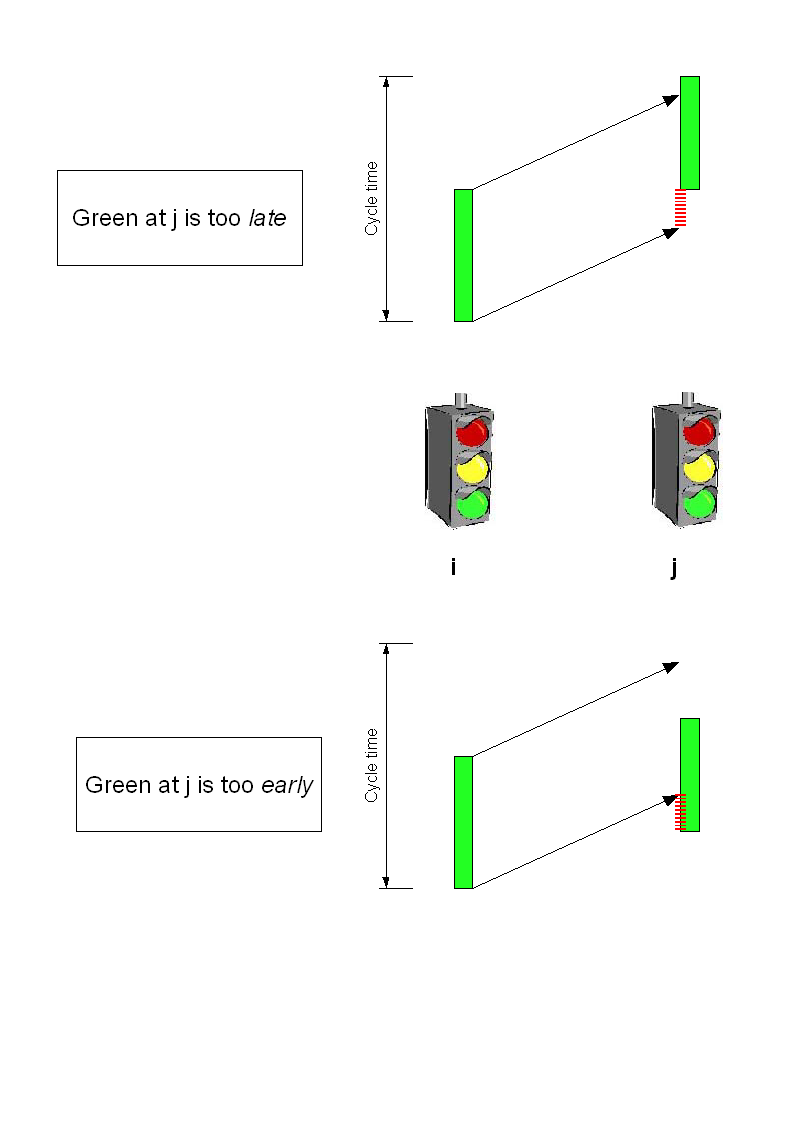 Cycle time
Green at j is too late
i
j
Cycle time
Green at j is too early